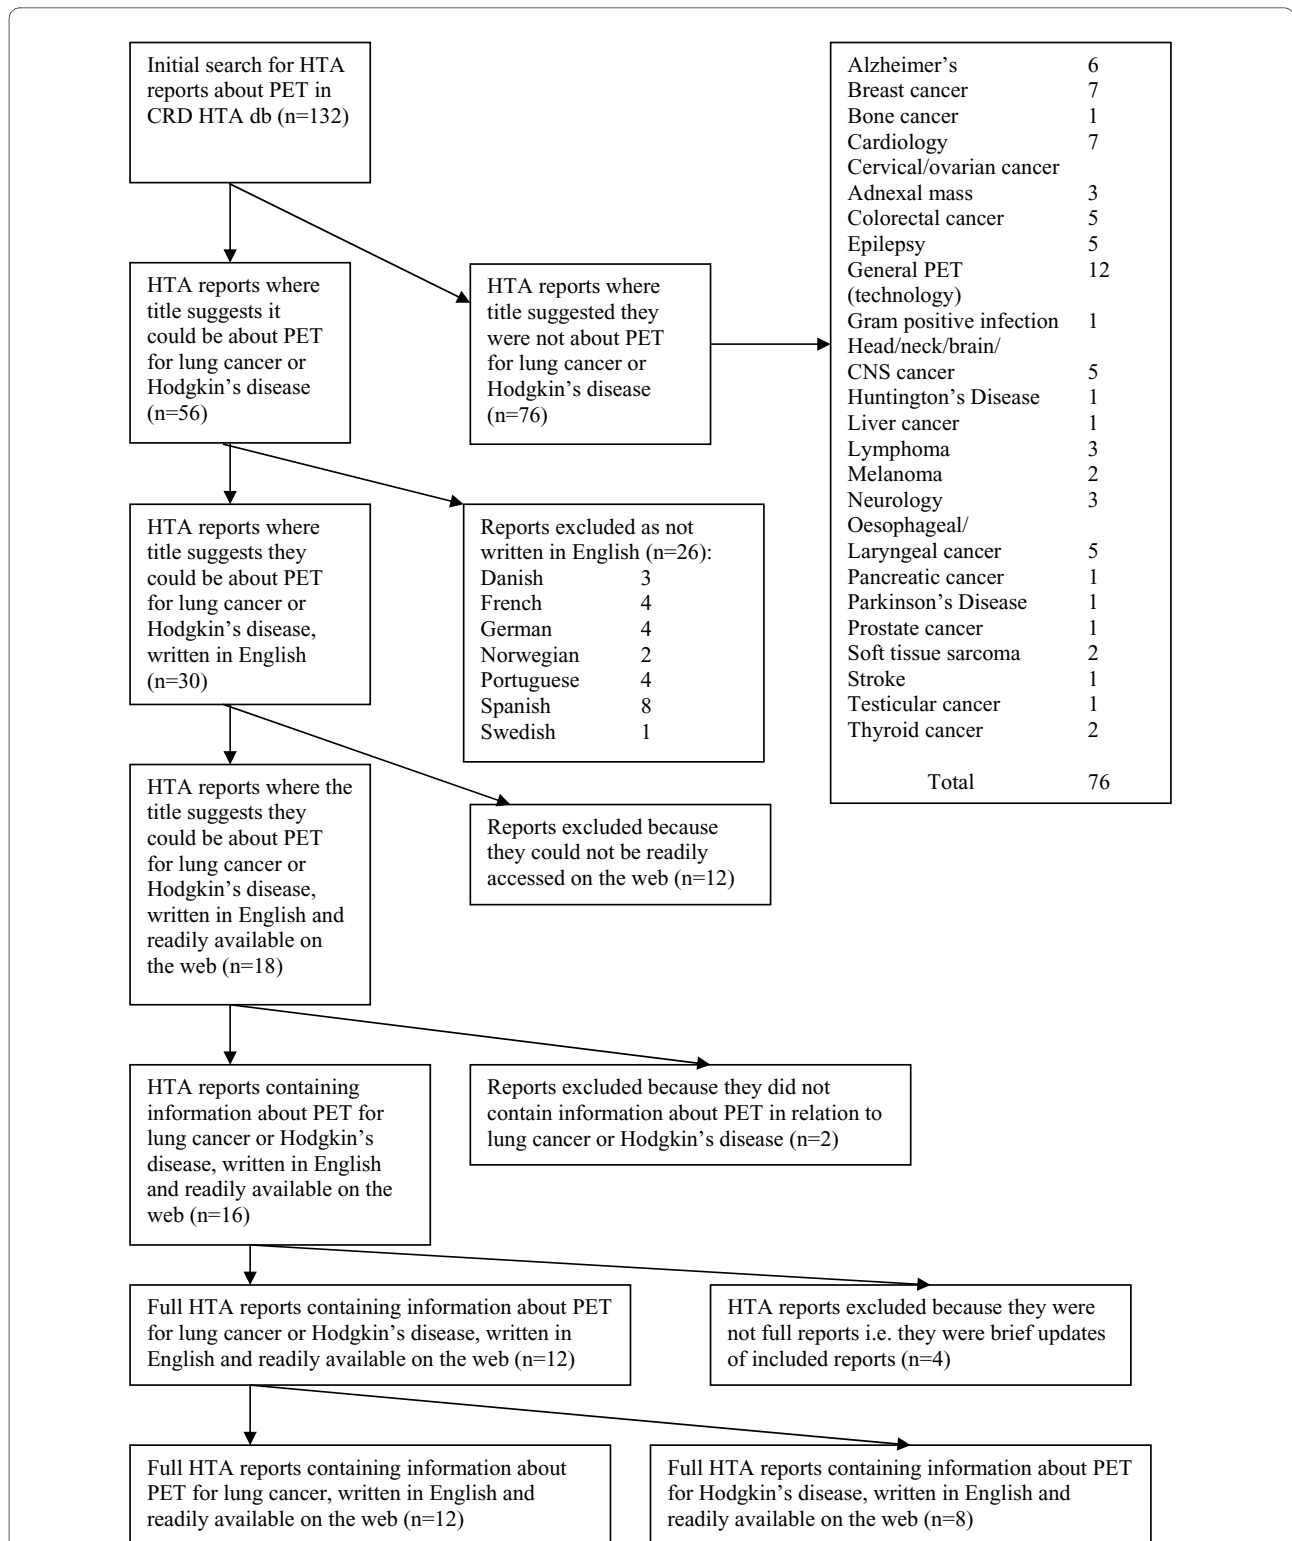 Initial search for HTA
reports about PET in
CRD HTA db (n=132)
Alzheimer's 6
Breast cancer 7
Bone cancer 1
Cardiology 7
Cervical/ovarian cancer
Adnexal mass 3
Colorectal cancer 5
Epilepsy 5
General PET 12
(technology)
Gram positive infection 1
Head/neck/brain/
CNS cancer 5
Huntington's Disease 1
Liver cancer 1
Lymphoma 3
Melanoma 2
Neurology 3
Oesophageal/
Laryngeal cancer 5
Pancreatic cancer 1
Parkinson's Disease 1
Prostate cancer 1
Soft tissue sarcoma 2
Stroke 1
Testicular cancer 1
Thyroid cancer 2
Total 76
HTA reports where
title suggests it
could be about PET
for lung cancer or
Hodgkin's disease
(n=56)
HTA reports where
title suggested they
were not about PET
for lung cancer or
Hodgkin's disease
(n=76)
HTA reports where
title suggests they
could be about PET
for lung cancer or
Hodgkin's disease,
written in English
(n=30)
Reports excluded as not
written in English (n=26):
Danish 3
French 4
German 4
Norwegian 2
Portuguese 4
Spanish 8
Swedish 1
HTA reports where the
title suggests they
could be about PET
for lung cancer or
Hodgkin's disease,
written in English and
readily available on
the web (n=18)
Reports excluded because
they could not be readily
accessed on the web (n=12)
HTA reports containing
information about PET for
lung cancer or Hodgkin's
disease, written in English
and readily available on the
web (n=16)
Reports excluded because they did not
contain information about PET in relation to
lung cancer or Hodgkin's disease (n=2)
Full HTA reports containing information about PET
for lung cancer or Hodgkin's disease, written in
English and readily available on the web (n=12)
HTA reports excluded because they were
not full reports i.e. they were brief updates
of included reports (n=4)
Full HTA reports containing information about
PET for lung cancer, written in English and
readily available on the web (n=12)
Full HTA reports containing information about PET
for Hodgkin's disease, written in English and
readily available on the web (n=8)